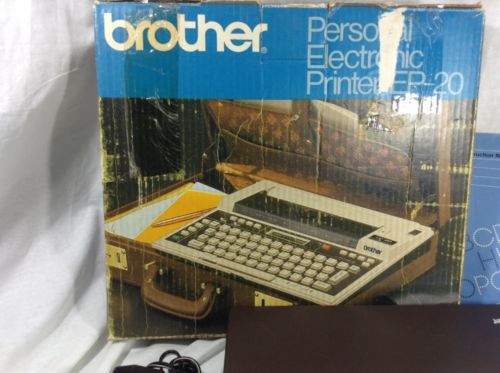 brother®
Personal
Electronic
Printer EP-20
brother